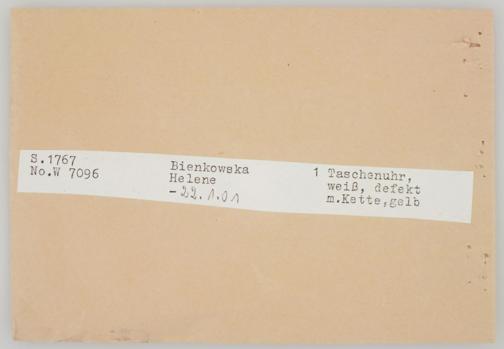 S.1767
No.W 7096
Bienkowska
Helene
-22.1.01
1 Taschenuhr,
weiß, defekt
m.Kette,gelb